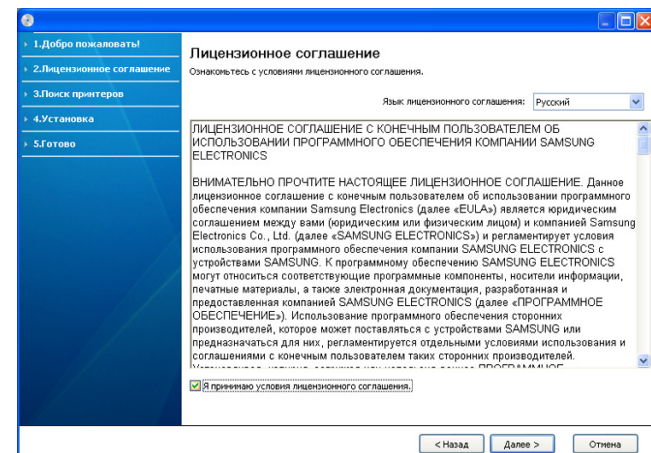 1.Добро пожаловать!
2.Лицензионное соглашение
3.Поиск принтеров
4.Установка
5.Готово
Лицензионное соглашение
Ознакомьтесь с условиями лицензионного соглашения.
Язык лицензионного соглашения: Русский
ЛИЦЕНЗИОННОЕ СОГЛАШЕНИЕ С КОНЕЧНЫМ ПОЛЬЗОВАТЕЛЕМ ОБ
ИСПОЛЬЗОВАНИИ ПРОГРАММНОГО ОБЕСПЕЧЕНИЯ КОМПАНИИ SAMSUNG
ELECTRONICS
ВНИМАТЕЛЬНО ПРОЧТИТЕ НАСТОЯЩЕЕ ЛИЦЕНЗИОННОЕ СОГЛАШЕНИЕ. Данное
лицензионное соглашение с конечным пользователем об использовании программного
обеспечения компании Samsung Electronics (далее «EULA») является юридическим
соглашением между вами (юридическим или физическим лицом) и компанией Samsung
Electronics Co., Ltd. (далее «SAMSUNG ELECTRONICS») и регламентирует условия
использования программного обеспечения компании SAMSUNG ELECTRONICS с
устройствами SAMSUNG. К программному обеспечению SAMSUNG ELECTRONICS
могут относиться соответствующие программные компоненты, носители информации,
печатные материалы, а также электронная документация, разработанная и
предоставленная компанией SAMSUNG ELECTRONICS (далее «ПРОГРАММНОЕ
ОБЕСПЕЧЕНИЕ»). Использование программного обеспечения сторонних
производителей, которое может поставляться с устройствами SAMSUNG или
предназначаться для них, регламентируется отдельными условиями использования и
соглашениями с конечным пользователем таких сторонних производителей.
Я принимаю условия лицензионного соглашения.
< Назад Далее > Отмена